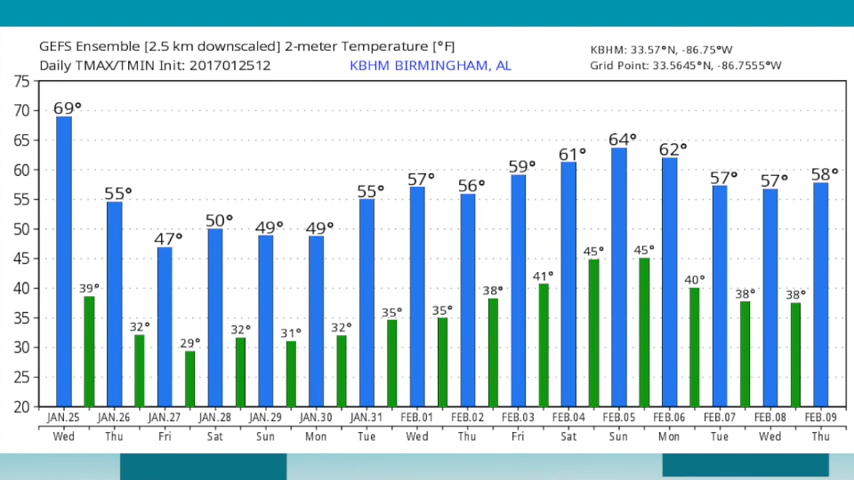 GEFS Ensemble [2.5 km downscaled] 2-meter Temperature [°F]
KBHM: 33.57°N, -86.75°W
Daily TMAX/TMIN Init: 2017012512
KBHM BIRMINGHAM, AL
Grid Point: 33.5645°N, -86.7555°W
75
70
65
60
55
50
45
40
35
30
25
20
69° 55° 47° 50° 49° 49° 55° 57° 56° 59° 61° 64° 62° 57° 57° 58°
39° 32° 29° 32° 31° 32° 35° 35° 38° 41° 45° 45° 40° 38° 38°
JAN.25 JAN.26 JAN.27 JAN.28 JAN.29 JAN.30 JAN.31 FEB.01 FEB.02 FEB.03 FEB.04 FEB.05 FEB.06 FEB.07 FEB.08 FEB.09
Wed Thu Fri Sat Sun Mon Tue Wed Thu Fri Sat Sun Mon Tue Wed Thu